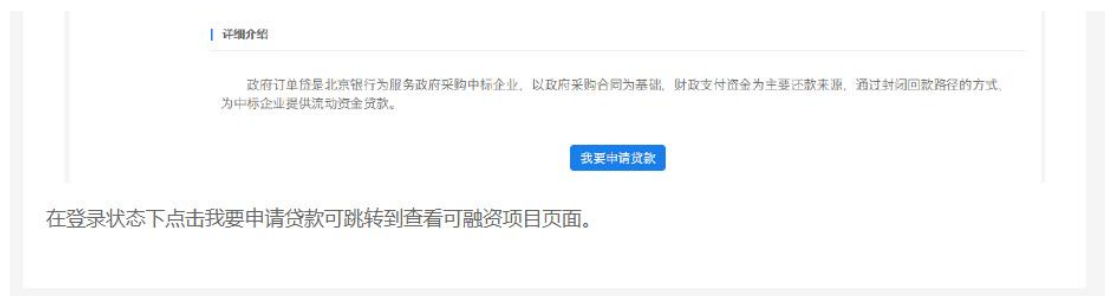 详细介绍
政府订单贷是北京银行为服务政府采购中标企业，以政府采购合同为基础，财政支付资金为主要还款来源，通过封闭回款路径的方式，
为中标企业提供流动资金贷款。
我要申请贷款
在登录状态下点击我要申请贷款可跳转到查看可融资项目页面。